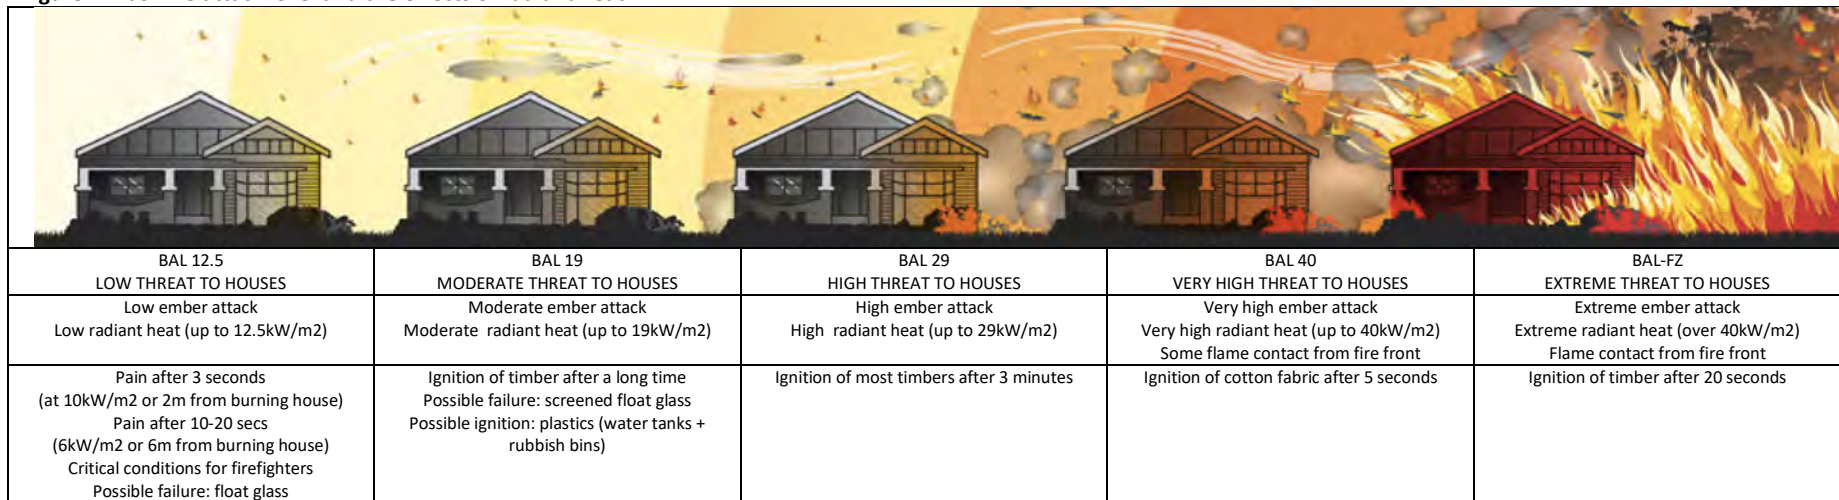 BAL 12.5
LOW THREAT TO HOUSES
BAL 19
MODERATE THREAT TO HOUSES
BAL 29
HIGH THREAT TO HOUSES
BAL 40
VERY HIGH THREAT TO HOUSES
BAL-FZ
EXTREME THREAT TO HOUSES
Low ember attack
Low radiant heat (up to 12.5kW/m2)
Moderate ember attack
Moderate radiant heat (up to 19kW/m2)
High ember attack
High radiant heat (up to 29kW/m2)
Very high ember attack
Very high radiant heat (up to 40kW/m2)
Some flame contact from fire front
Extreme ember attack
Extreme radiant heat (over 40kW/m2)
Flame contact from fire front
Pain after 3 seconds
(at 10kW/m2 or 2m from burning house)
Pain after 10-20 secs
(6kW/m2 or 6m from burning house)
Critical conditions for firefighters
Possible failure: float glass
Ignition of timber after a long time
Possible failure: screened float glass
Possible ignition: plastics (water tanks +
rubbish bins)
Ignition of most timbers after 3 minutes
Ignition of cotton fabric after 5 seconds
Ignition of timber after 20 seconds